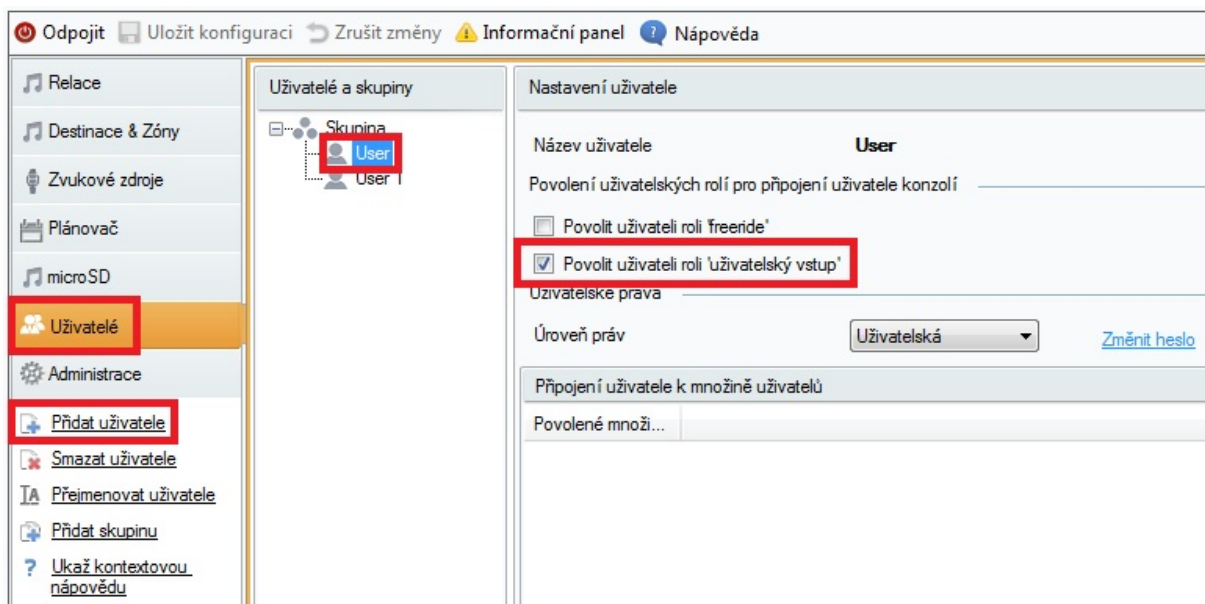 Odpojit Uložit konfiguraci Zrušit změny Informační panel Nápověda
Relace
Destinace & Zóny
Zvukové zdroje
Plánovač
microSD
Uživatelé
Administrace
Přidat uživatele
Smazat uživatele
Přejmenovat uživatele
Přidat skupinu
Ukaž kontextovou
nápovědu
Uživatelé a skupiny
Skupina
User
User 1
Nastavení uživatele
Název uživatele User
Povolení uživatelských rolí pro připojení uživatele konzolí
Povolit uživateli roli 'freeride'
Povolit uživateli roli 'uživatelský vstup'
Uživatelské práva
Úroveň práv Uživatelská Změnit heslo
Připojení uživatele k množině uživatelů
Povolené množi...